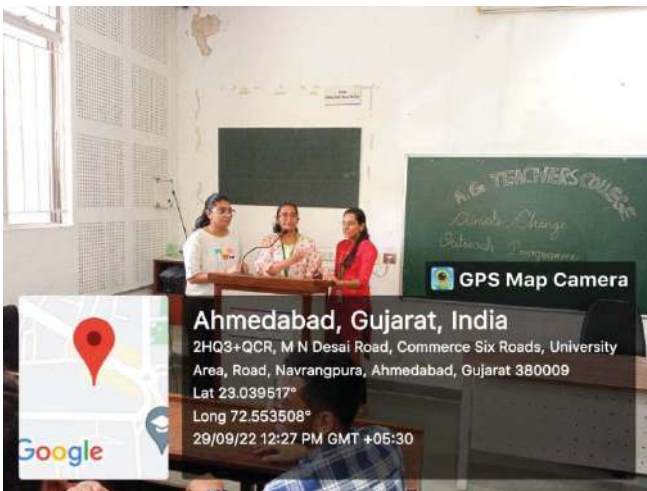 A.G. TEACHERS COLLEGE
Climate Change
Outreach Programme
GPS Map Camera
Ahmedabad, Gujarat, India
2HQ3+QCR, M N Desai Road, Commerce Six Roads, University
Area, Road, Navrangpura, Ahmedabad, Gujarat 380009
Lat 23.039517°
Long 72.553508°
29/09/22 12:27 PM GMT +05:30
Google